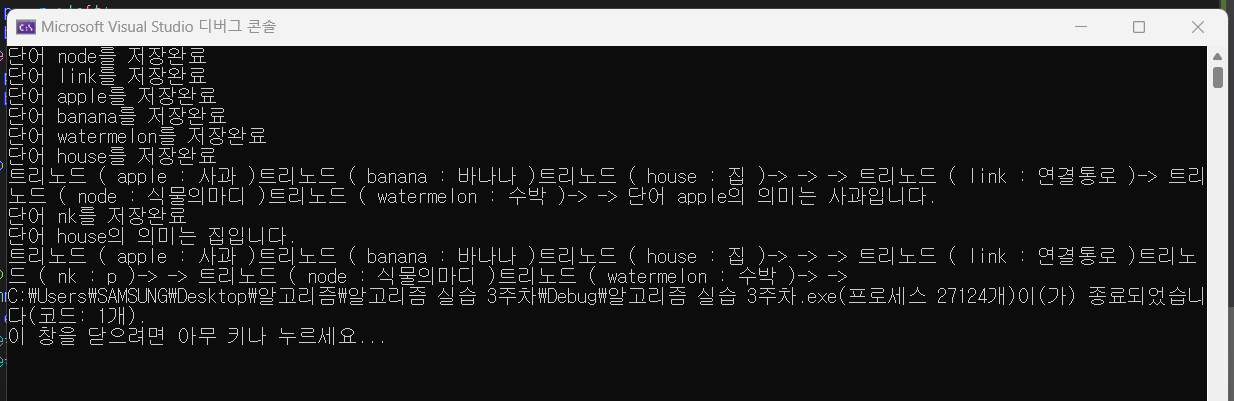 Microsoft Visual Studio 디버그 콘솔
단어 node를 저장완료
단어 link를 저장완료
단어 apple를 저장완료
단어 banana를 저장완료
단어 watermelon를 저장완료
단어 house를 저장완료
트리노드 ( apple : 사과 )트리노드 ( banana : 바나나 )트리노드 ( house : 집 )-> -> -> 트리노드 ( link : 연결통로 )-> 트리
노드 ( node : 식물의마디 )트리노드 ( watermelon : 수박 )-> -> 단어 apple의 의미는 사과입니다.
단어 nk를 저장완료
단어 house의 의미는 집입니다.
트리노드 ( apple : 사과 )트리노드 ( banana : 바나나 )트리노드 ( house : 집 )-> -> -> 트리노드 ( link : 연결통로 )트리노
드 ( nk : p )-> -> 트리노드 ( node : 식물의마디 )트리노드 ( watermelon : 수박 )-> ->
C:₩Users₩SAMSUNG₩Desktop₩알고리즘₩알고리즘 실습 3주차₩Debug₩알고리즘 실습 3주차.exe(프로세스 27124개)이(가) 종료되었습니
다(코드: 1개).
이 창을 닫으려면 아무 키나 누르세요...